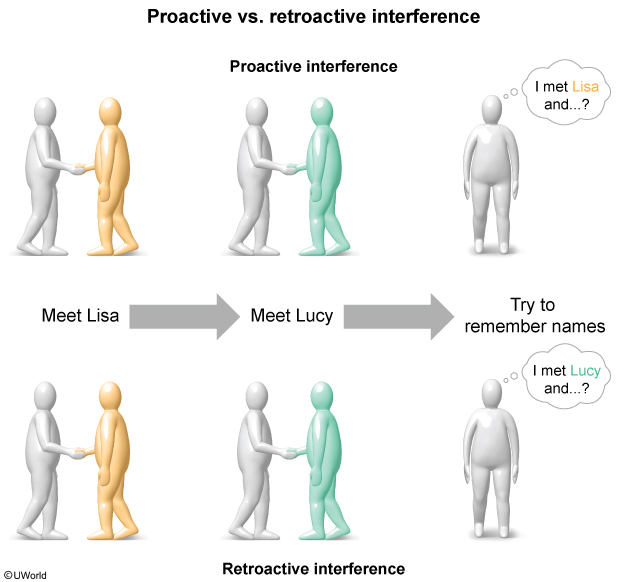 Proactive vs. retroactive interference
Proactive interference
I met Lisa
and...?
Meet Lisa
Meet Lucy
Try to
remember names
I met Lucy
and...?
Retroactive interference
©UWorld